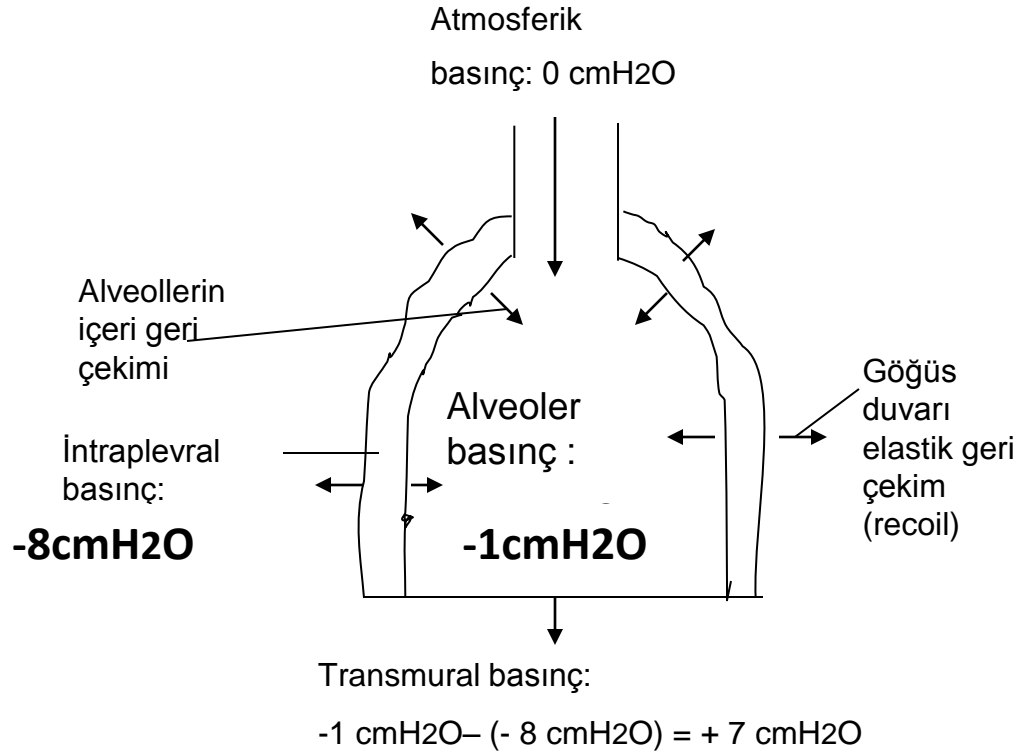 Atmosferik
basınç: 0 cmH2O
Alveollerin
içeri geri
çekimi
Alveoler
basınç :
-1cmH2O
Göğüs
duvarı
elastik geri
çekim
(recoil)
İntraplevral
basınç:
-8cmH2O
Transmural basınç:
-1 cmH2O– (- 8 cmH2O) = + 7 cmH2O